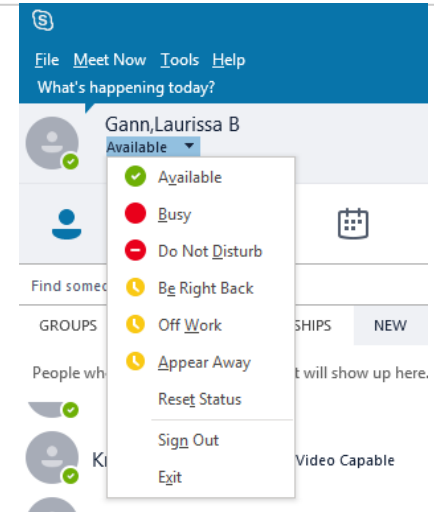 File Meet Now Tools Help
What's happening today?
Gann,Laurissa B
Available
Available
Busy
Do Not Disturb
Be Right Back
Off Work
Appear Away
Reset Status
Sign Out
Exit
Find
GROUPS SHIPS NEW
People t will show up here.
Video Capable